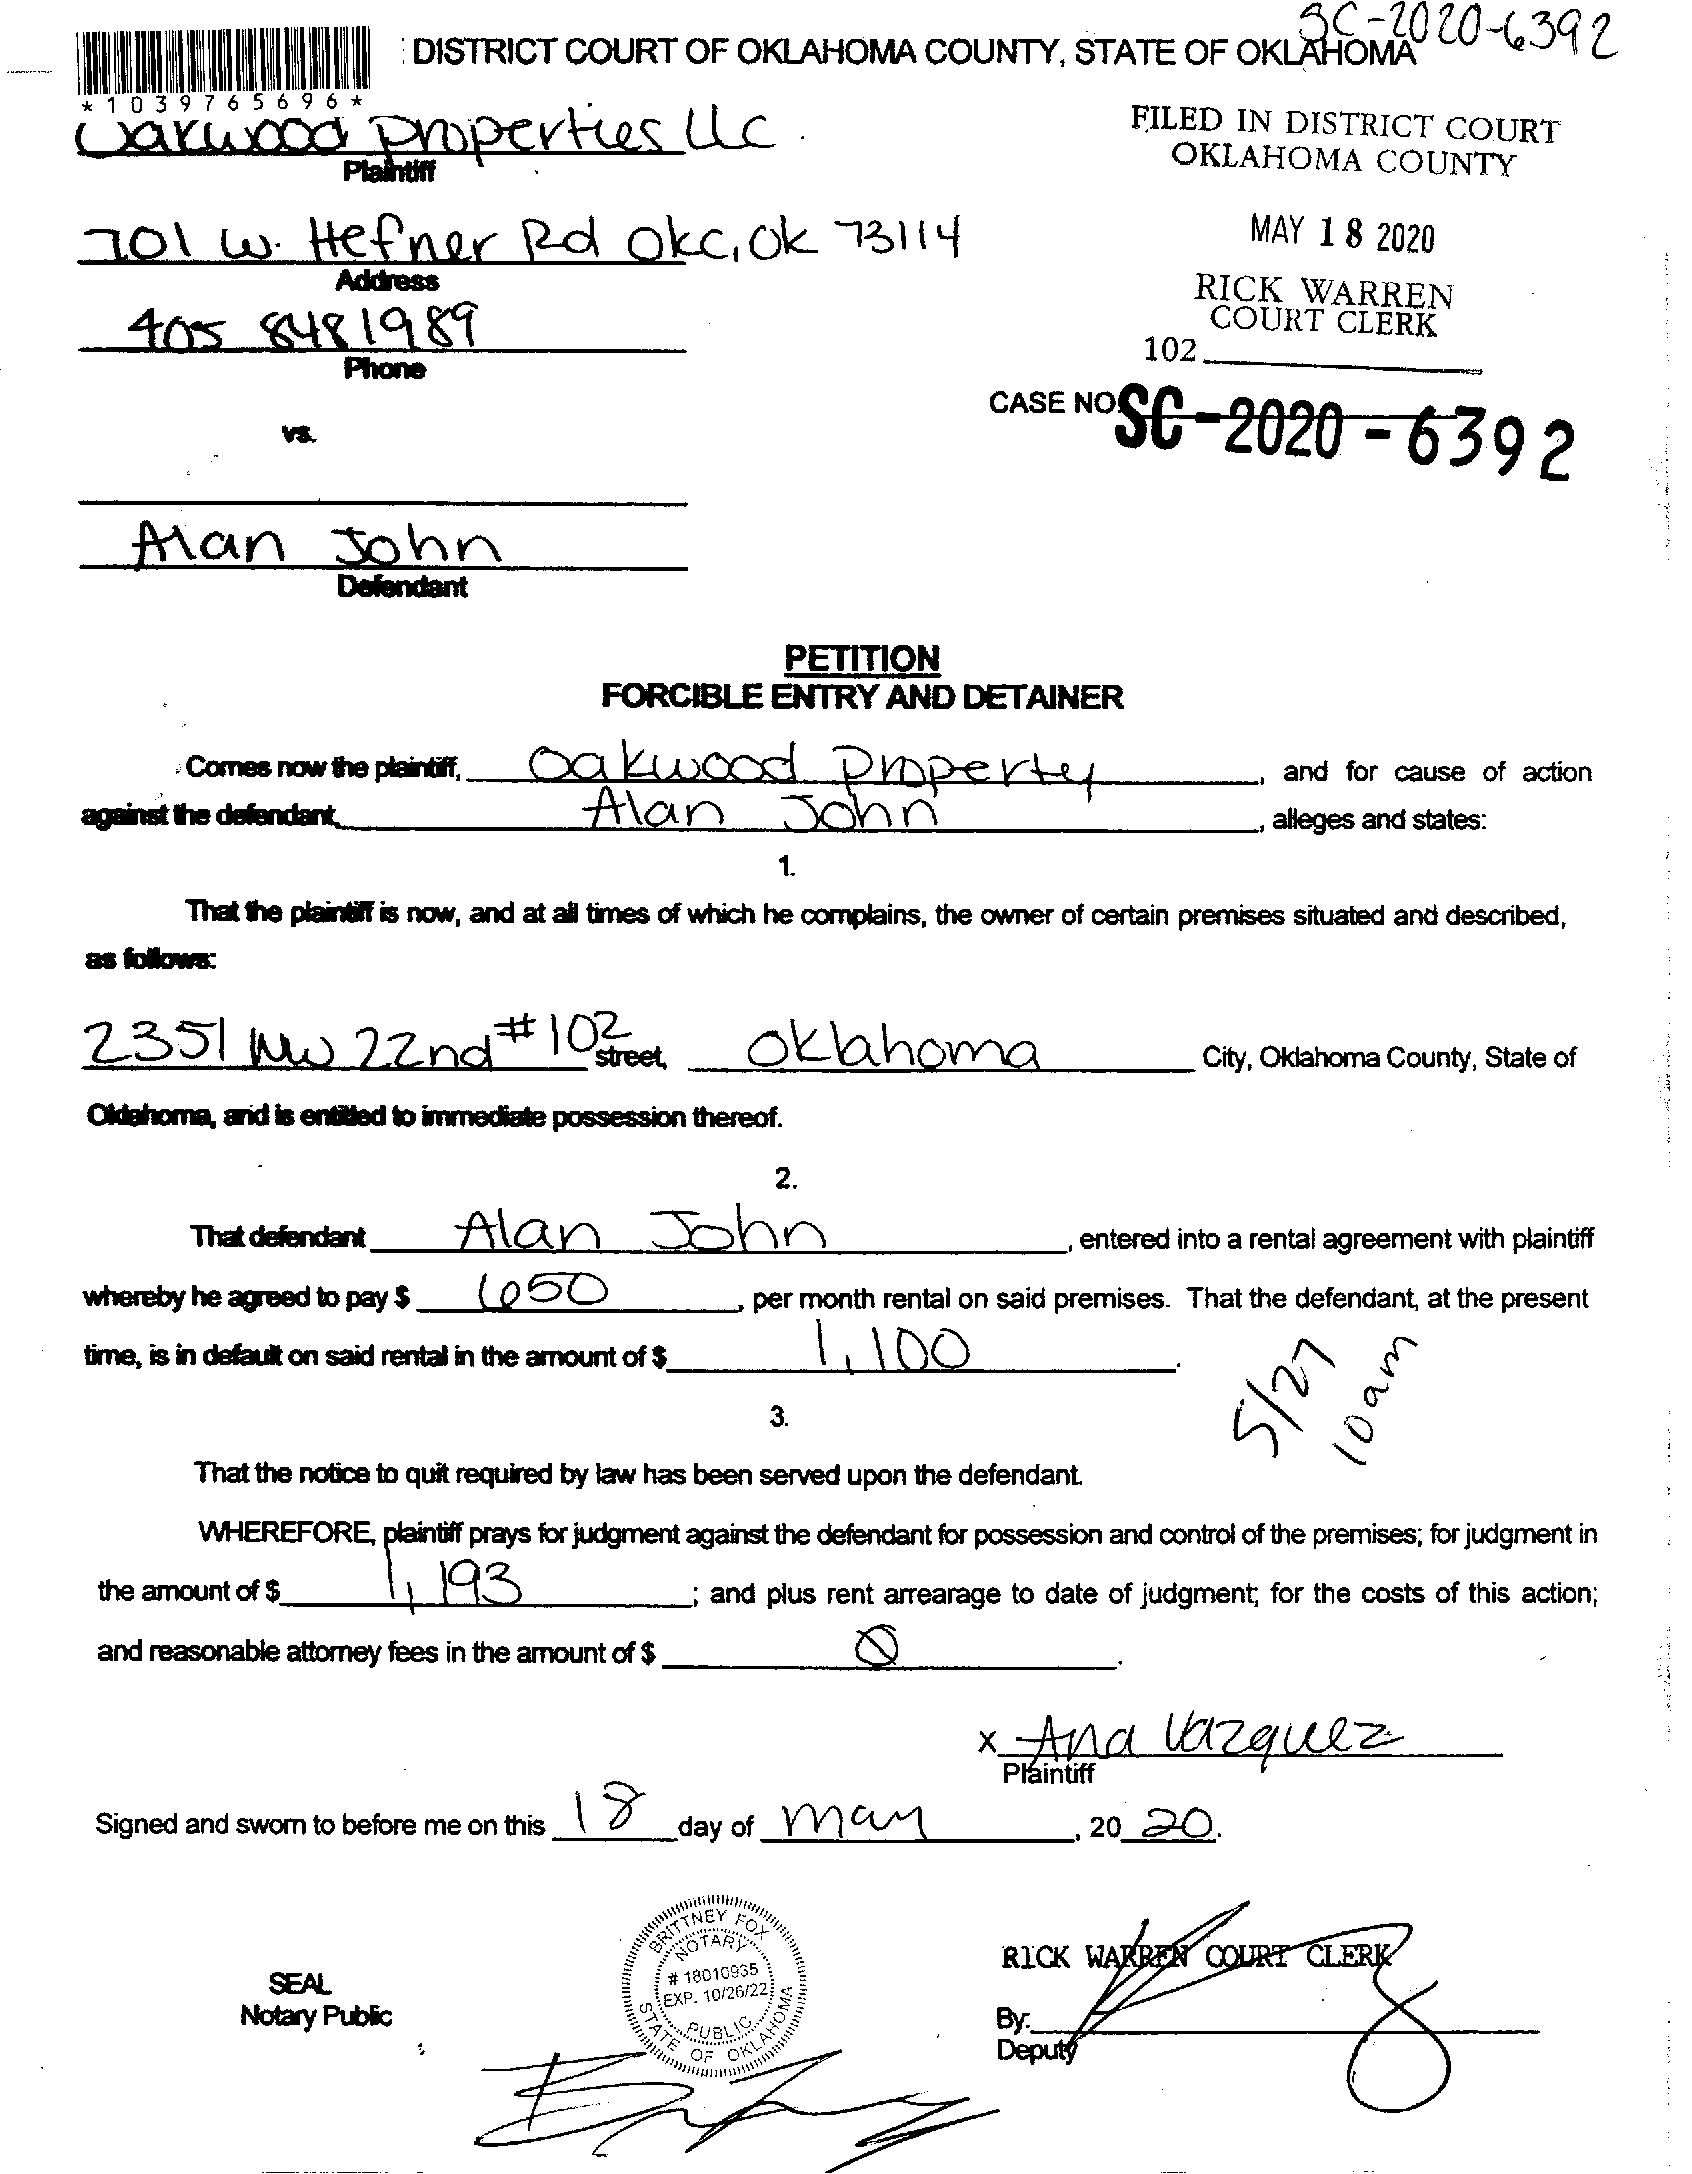 SC-2020-6392
DISTRICT COURT OF OKLAHOMA COUNTY, STATE OF OKLAHOMA
*1039765696*
Oakwood Properties LLC
Plaintiff
FILED IN DISTRICT COURT
OKLAHOMA COUNTY
701 W. Hefner Rd OKC, OK 73114
Address
MAY 18 2020
RICK WARREN
COURT CLERK
405 848 1989
Phone
102
CASE NO. SC-2020-6392
vs.
Alan John
Defendant
PETITION
FORCIBLE ENTRY AND DETAINER
Comes now the plaintiff, Oakwood Property, and for cause of action
against the defendant, Alan John, alleges and states:
1.
That the plaintiff is now, and at all times of which he complains, the owner of certain premises situated and described,
as follows:
2351 NW 22nd #102 street, Oklahoma City, Oklahoma County, State of
Oklahoma, and is entitled to immediate possession thereof.
2.
That defendant Alan John, entered into a rental agreement with plaintiff
whereby he agreed to pay $ 650, per month rental on said premises. That the defendant, at the present
time, is in default on said rental in the amount of $ 1,100.
5/27
10am
3.
That the notice to quit required by law has been served upon the defendant.
WHEREFORE, plaintiff prays for judgment against the defendant for possession and control of the premises; for judgment in
the amount of $ 1,193; and plus rent arrearage to date of judgment; for the costs of this action;
and reasonable attorney fees in the amount of $ 0.
x Ana Vazquez
Plaintiff
Signed and sworn to before me on this 18 day of May, 20 20.
BRITTNEY FOX
NOTARY
# 18010935
EXP. 10/26/22
PUBLIC
STATE OF OKLAHOMA
SEAL
Notary Public
RICK WARREN COURT CLERK
By:
Deputy